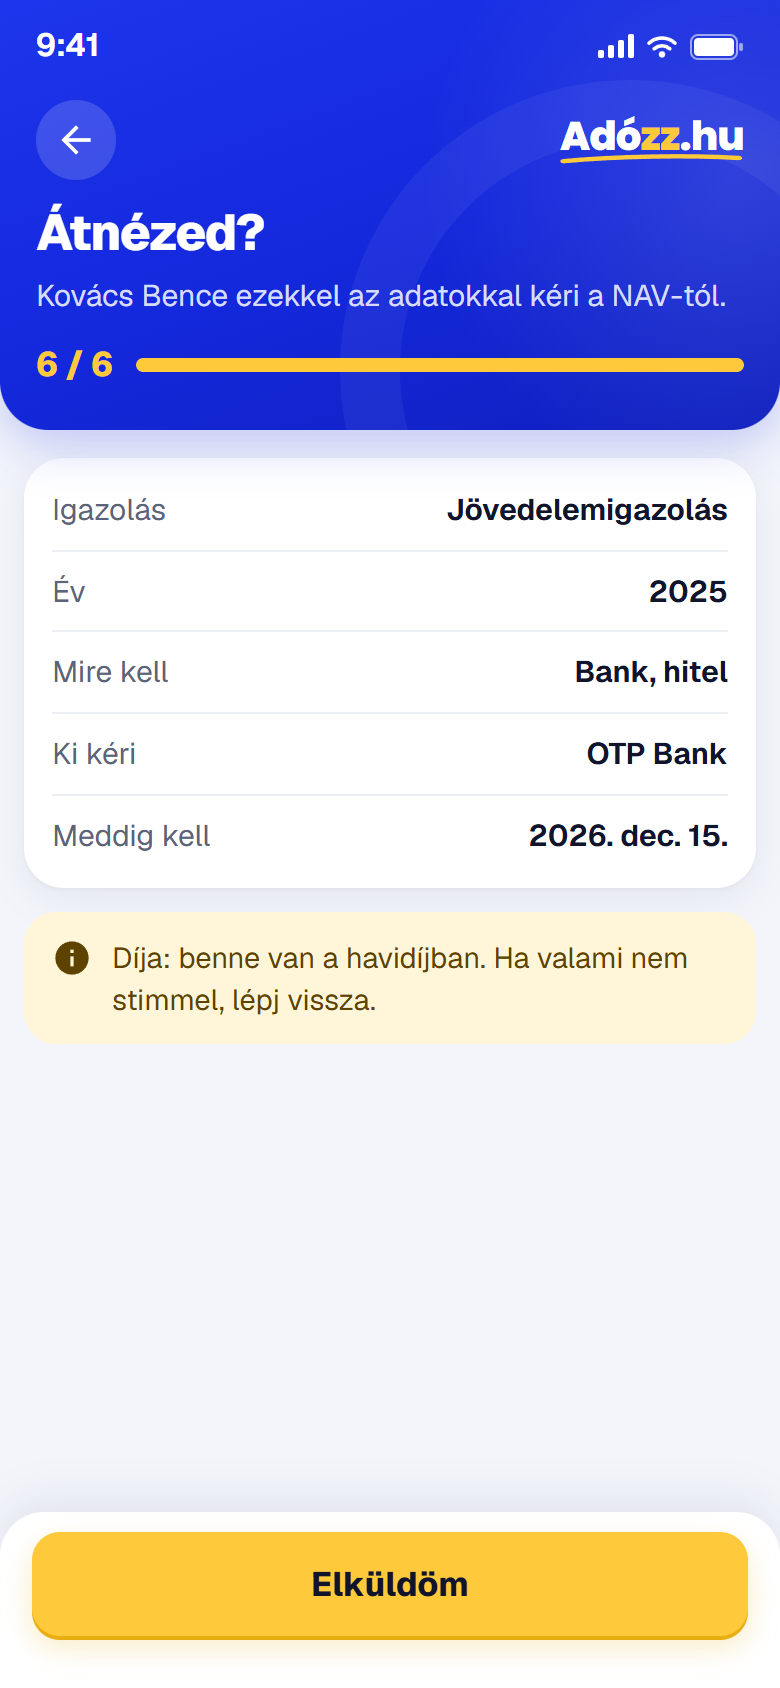 9:41
Adózz.hu
Átnézed?
Kovács Bence ezekkel az adatokkal kéri a NAV-tól.
6 / 6
Igazolás Jövedelemigazolás
Év 2025
Mire kell Bank, hitel
Ki kéri OTP Bank
Meddig kell 2026. dec. 15.
Díja: benne van a havidíjban. Ha valami nem
stimmel, lépj vissza.
Elküldöm